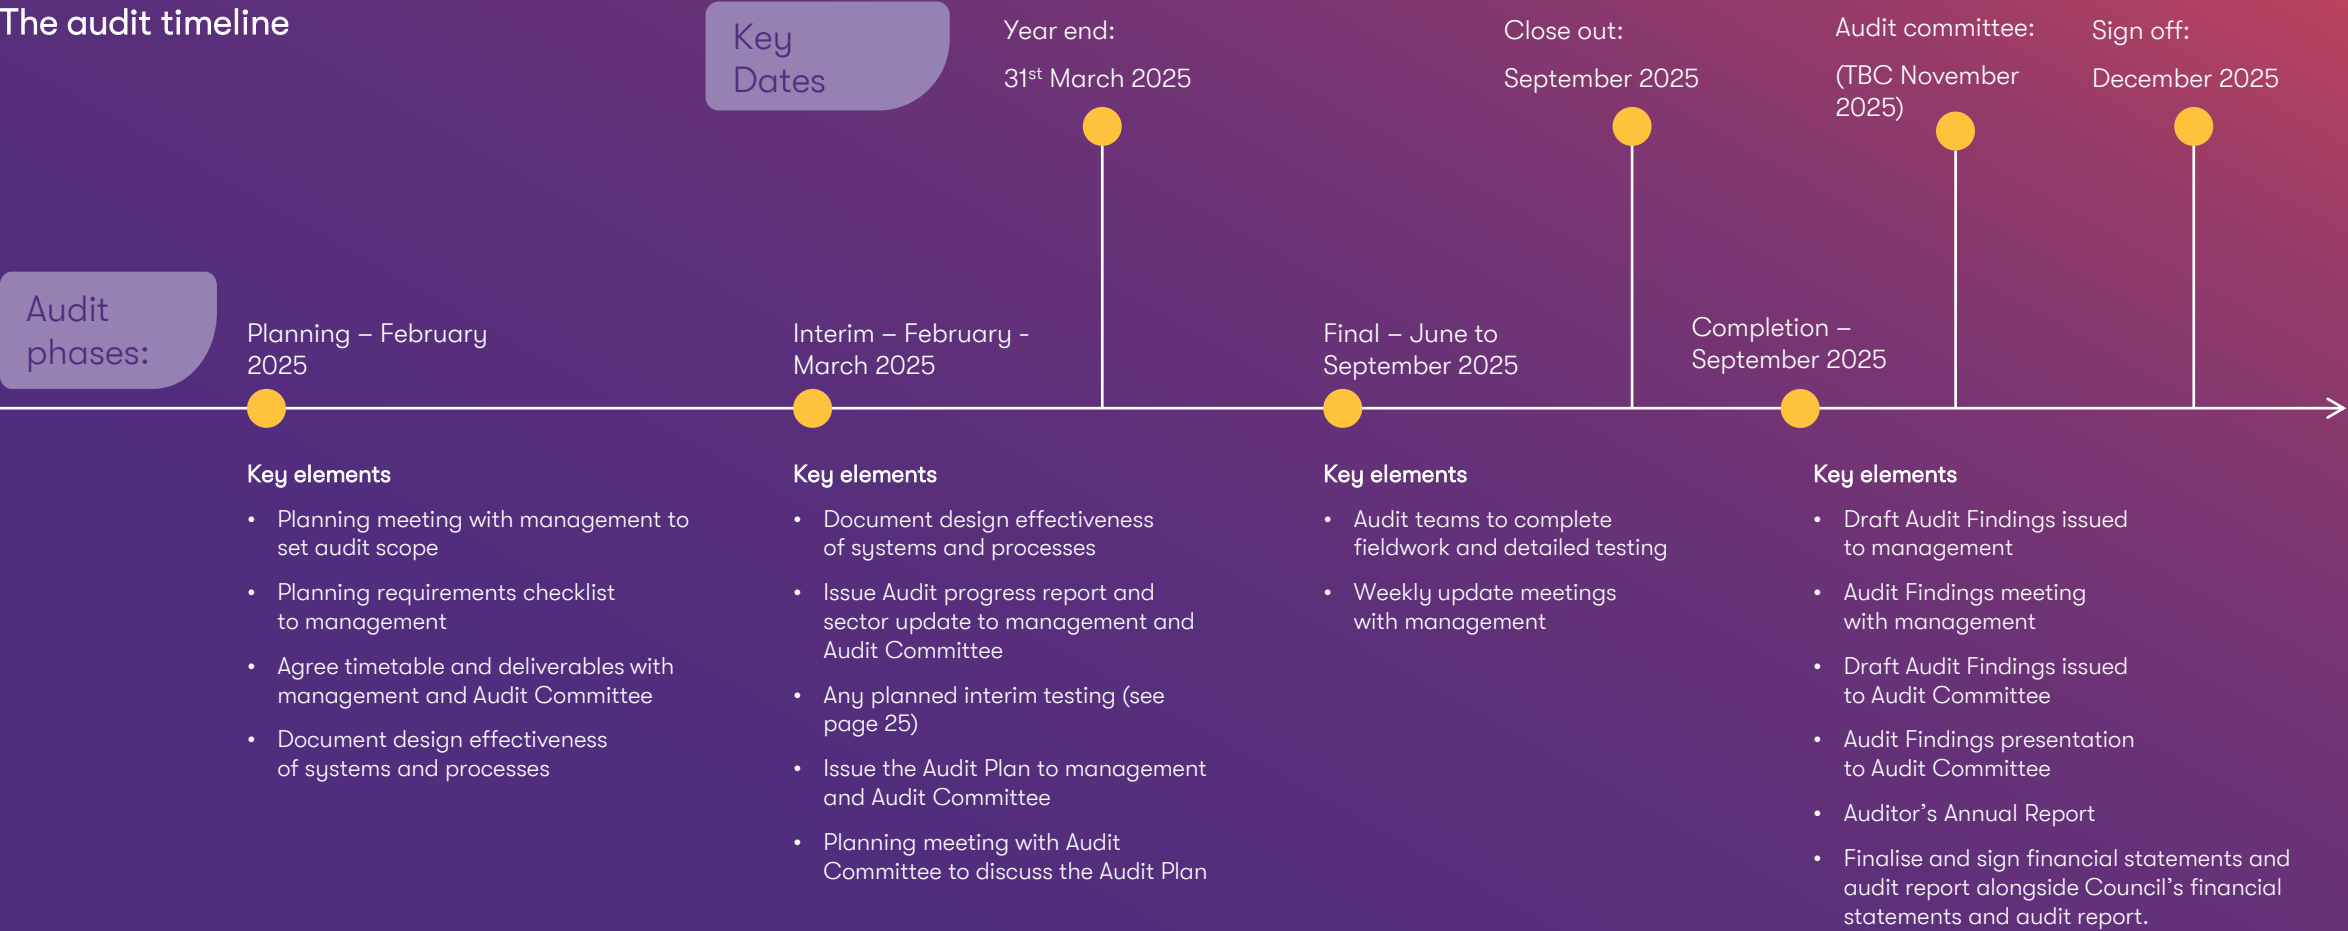 The audit timeline
Key
Dates
Year end:
31st March 2025
Close out:
September 2025
Audit committee:
(TBC November
2025)
Sign off:
December 2025
Audit
phases:
Planning – February
2025
Interim – February -
March 2025
Final – June to
September 2025
Completion –
September 2025
Key elements
• Planning meeting with management to
set audit scope
• Planning requirements checklist
to management
• Agree timetable and deliverables with
management and Audit Committee
• Document design effectiveness
of systems and processes
Key elements
• Document design effectiveness
of systems and processes
• Issue Audit progress report and
sector update to management and
Audit Committee
• Any planned interim testing (see
page 25)
• Issue the Audit Plan to management
and Audit Committee
• Planning meeting with Audit
Committee to discuss the Audit Plan
Key elements
• Audit teams to complete
fieldwork and detailed testing
• Weekly update meetings
with management
Key elements
• Draft Audit Findings issued
to management
• Audit Findings meeting
with management
• Draft Audit Findings issued
to Audit Committee
• Audit Findings presentation
to Audit Committee
• Auditor’s Annual Report
• Finalise and sign financial statements and
audit report alongside Council’s financial
statements and audit report.